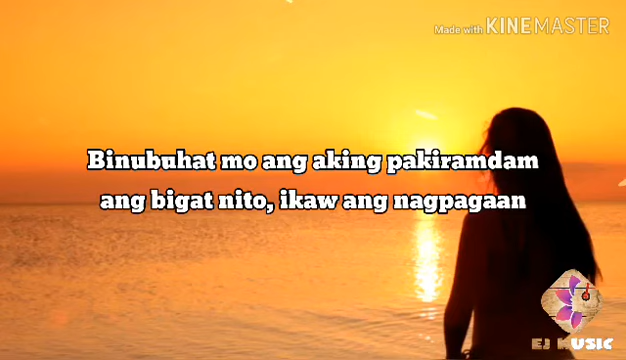 Made with KINEMASTER
Binubuhat mo ang aking pakiramdam
ang bigat nito, ikaw ang nagpagaan
EJ MUSIC